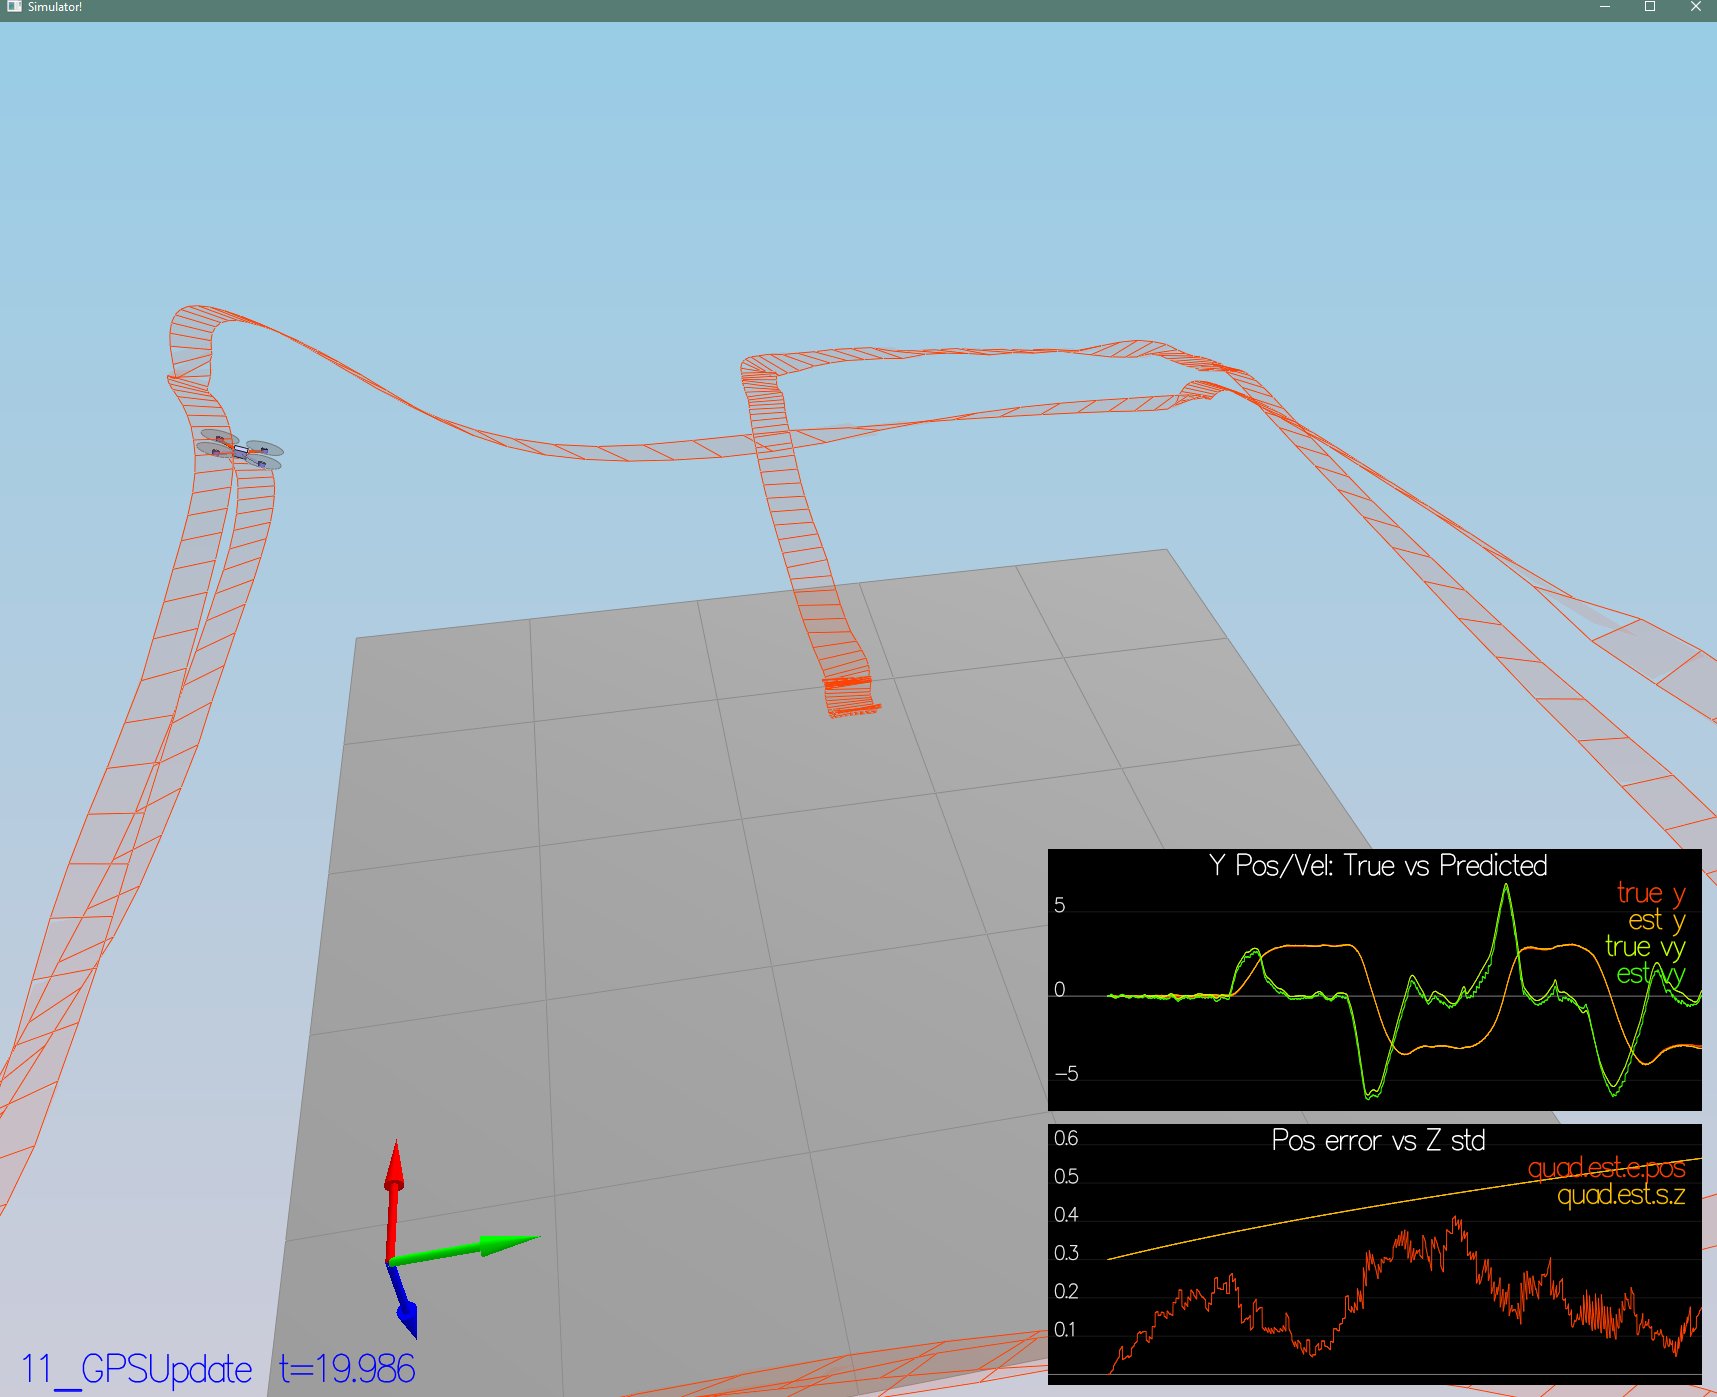 Simulator!
Y Pos/Vel: True vs Predicted
true y
5
est y
true vy
est vy
0
−5
0.6
Pos error vs Z std
quad.est.e.pos
0.5
quad.est.s.z
0.4
0.3
0.2
0.1
11_GPSUpdate t=19.986